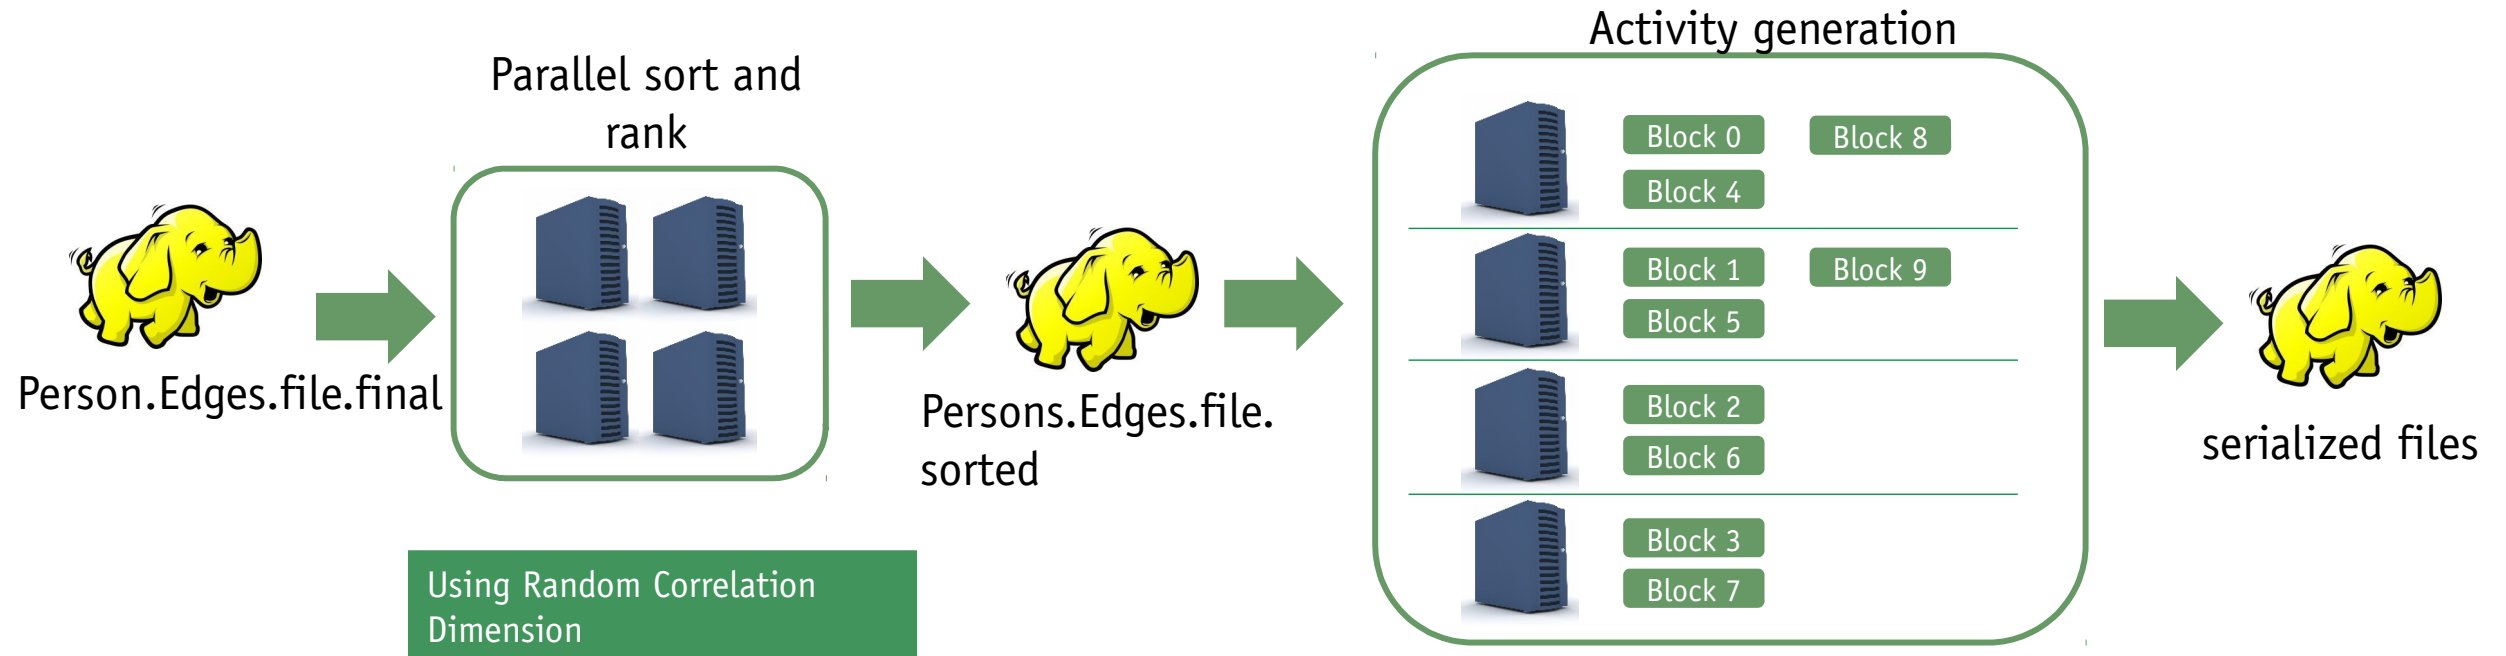 Activity generation
Parallel sort and
rank
Block 0
Block 8
Block 4
Block 1
Block 9
Block 5
Person.Edges.file.final
Persons.Edges.file.
sorted
Block 2
Block 6
serialized files
Block 3
Block 7
Using Random Correlation
Dimension